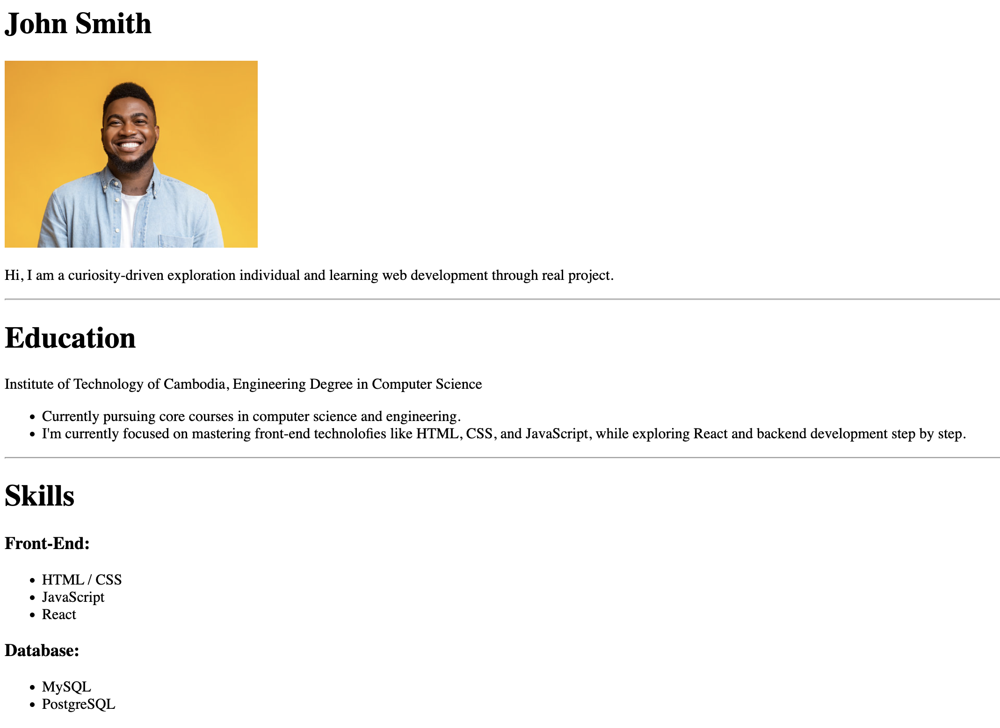 John Smith
Hi, I am a curiosity-driven exploration individual and learning web development through real project.
Education
Institute of Technology of Cambodia, Engineering Degree in Computer Science
• Currently pursuing core courses in computer science and engineering.
• I'm currently focused on mastering front-end technolofies like HTML, CSS, and JavaScript, while exploring React and backend development step by step.
Skills
Front-End:
• HTML / CSS
• JavaScript
• React
Database:
• MySQL
• PostgreSQL